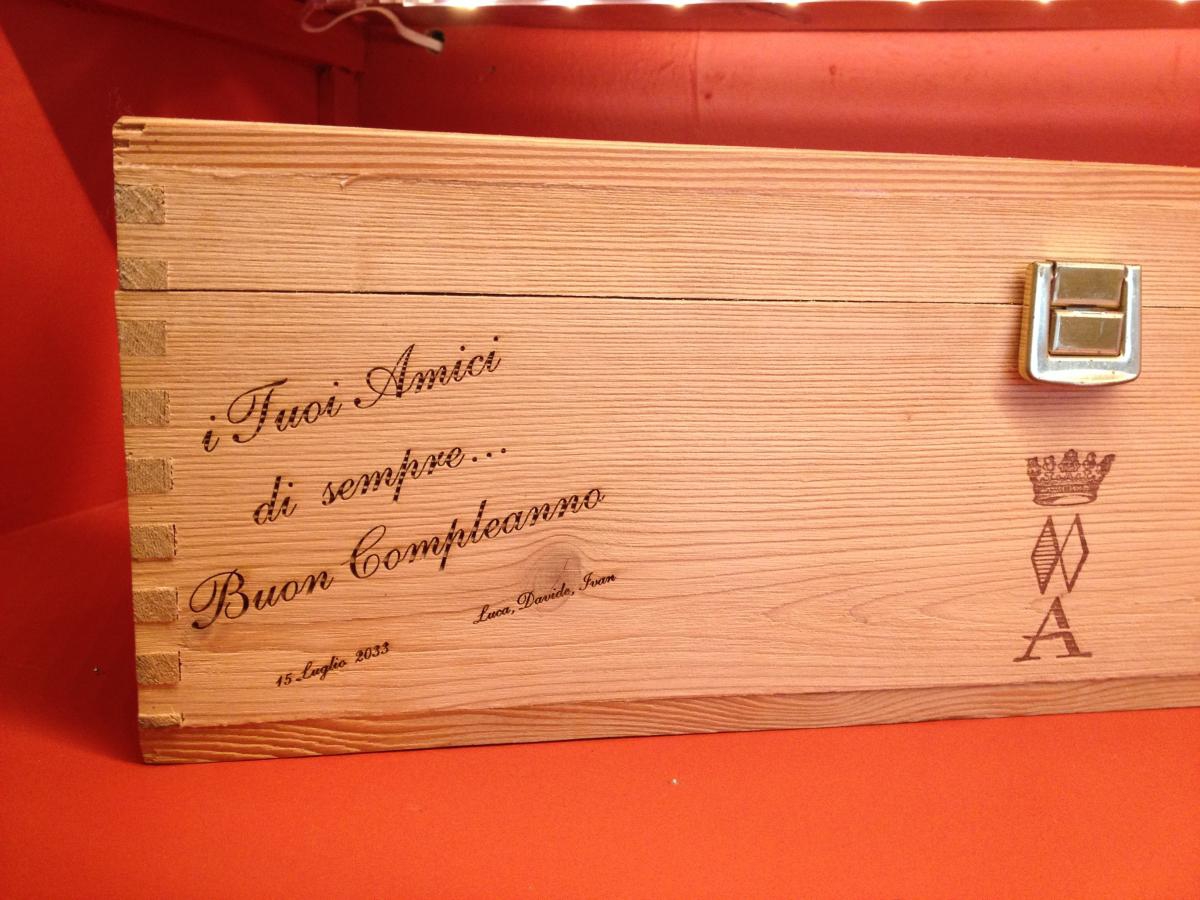 i Tuoi Amici
di sempre...
Buon Compleanno
Luca, Davide, Ivan
15 Luglio 2033
A